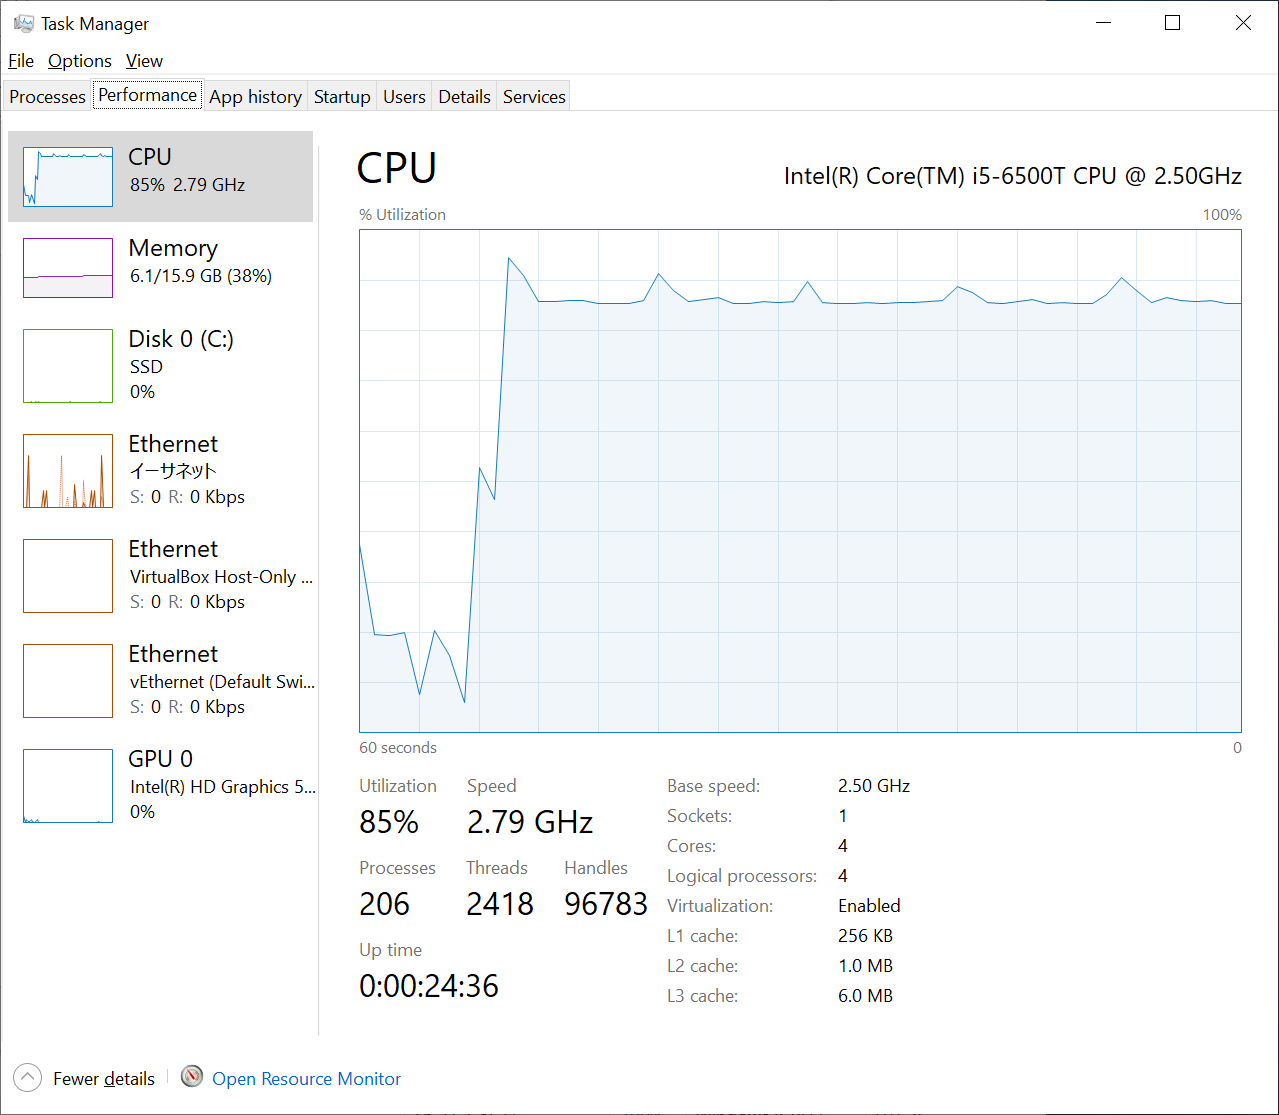 Task Manager
File Options View
Processes Performance App history Startup Users Details Services
CPU
85% 2.79 GHz
Memory
6.1/15.9 GB (38%)
Disk 0 (C:)
SSD
0%
Ethernet
イーサネット
S: 0 R: 0 Kbps
Ethernet
VirtualBox Host-Only ...
S: 0 R: 0 Kbps
Ethernet
vEthernet (Default Swi...
S: 0 R: 0 Kbps
GPU 0
Intel(R) HD Graphics 5...
0%
CPU
Intel(R) Core(TM) i5-6500T CPU @ 2.50GHz
% Utilization 100%
60 seconds 0
Utilization Speed
85% 2.79 GHz
Processes Threads Handles
206 2418 96783
Up time
0:00:24:36
Base speed: 2.50 GHz
Sockets: 1
Cores: 4
Logical processors: 4
Virtualization: Enabled
L1 cache: 256 KB
L2 cache: 1.0 MB
L3 cache: 6.0 MB
Fewer details Open Resource Monitor